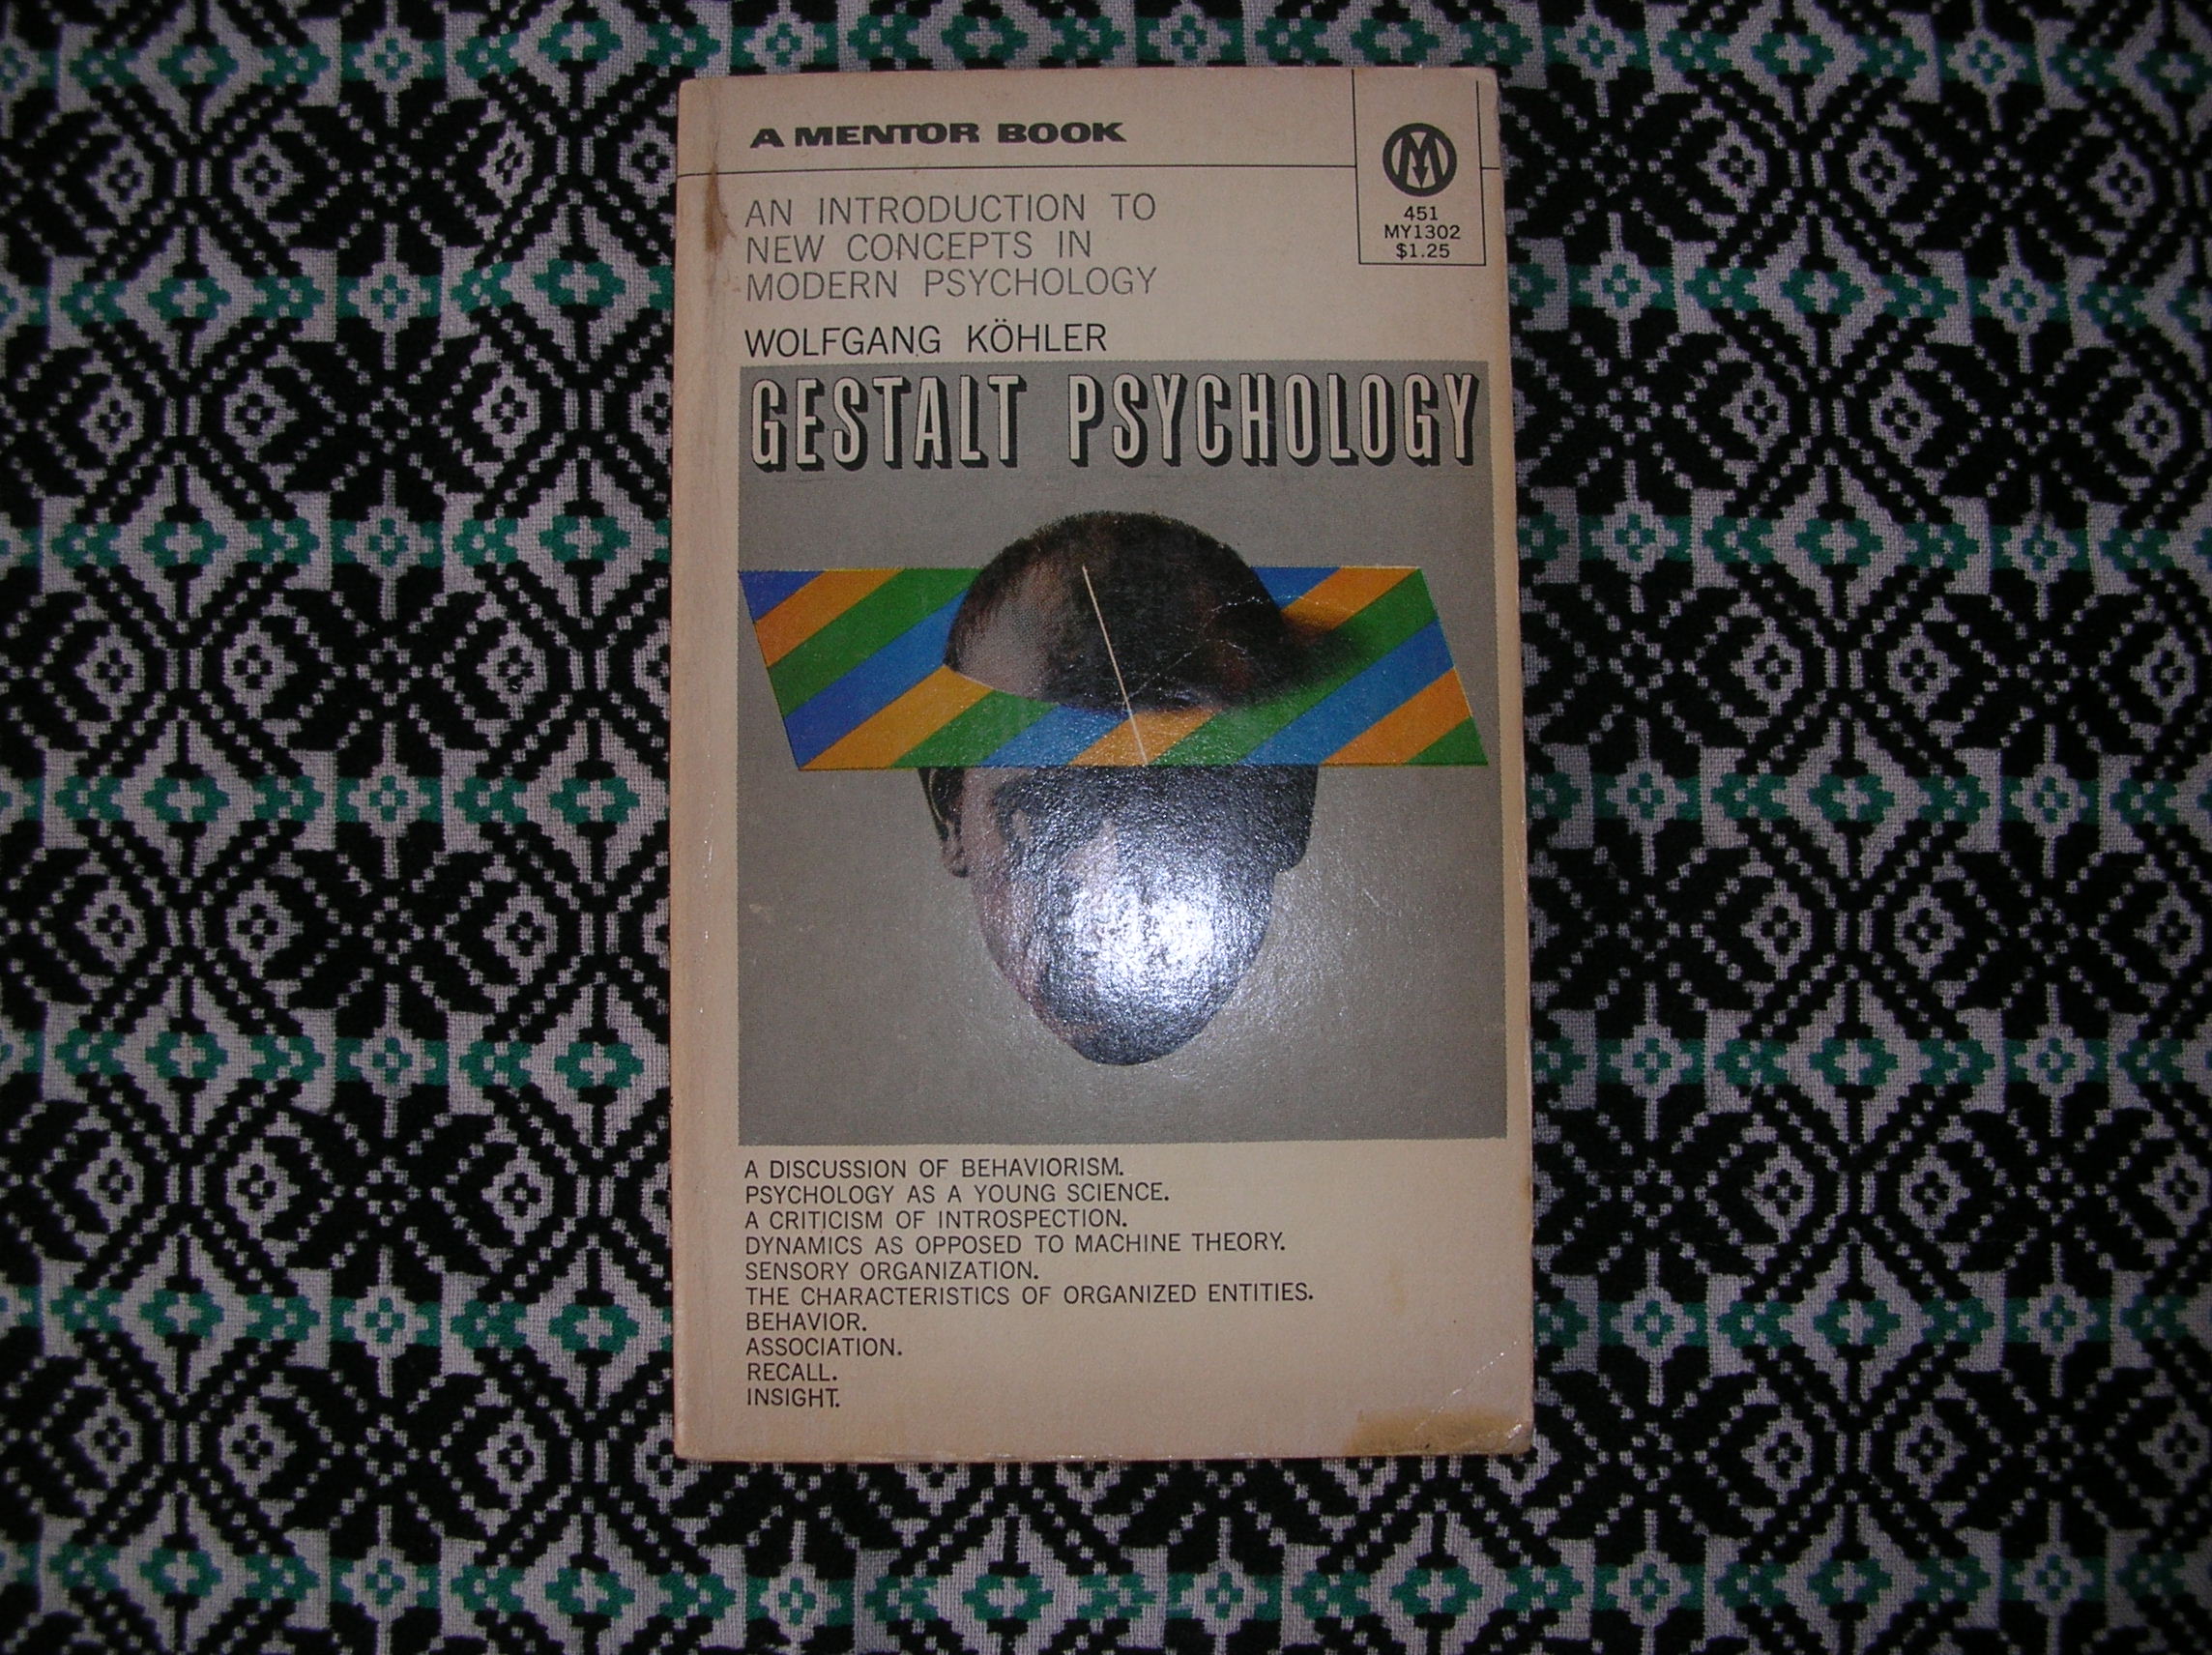 A MENTOR BOOK
M
451
MY1302
$1.25
AN INTRODUCTION TO
NEW CONCEPTS IN
MODERN PSYCHOLOGY
WOLFGANG KÖHLER
GESTALT PSYCHOLOGY
A DISCUSSION OF BEHAVIORISM.
PSYCHOLOGY AS A YOUNG SCIENCE.
A CRITICISM OF INTROSPECTION.
DYNAMICS AS OPPOSED TO MACHINE THEORY.
SENSORY ORGANIZATION.
THE CHARACTERISTICS OF ORGANIZED ENTITIES.
BEHAVIOR.
ASSOCIATION.
RECALL.
INSIGHT.